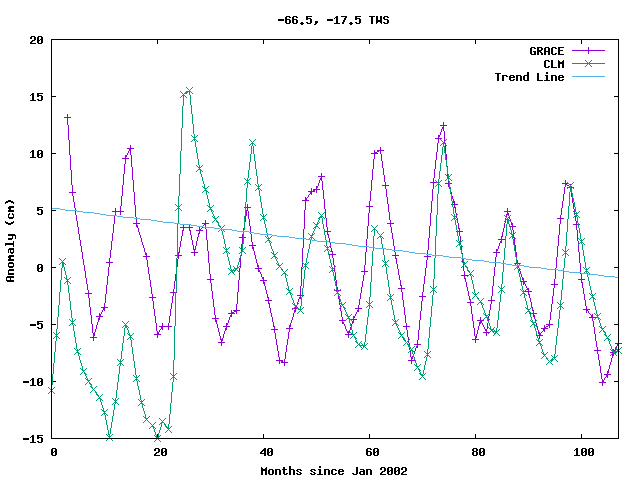 -66.5, -17.5 TWS
GRACE
CLM
Trend Line
20
15
10
5
0
-5
-10
-15
Anomaly (cm)
0 20 40 60 80 100
Months since Jan 2002